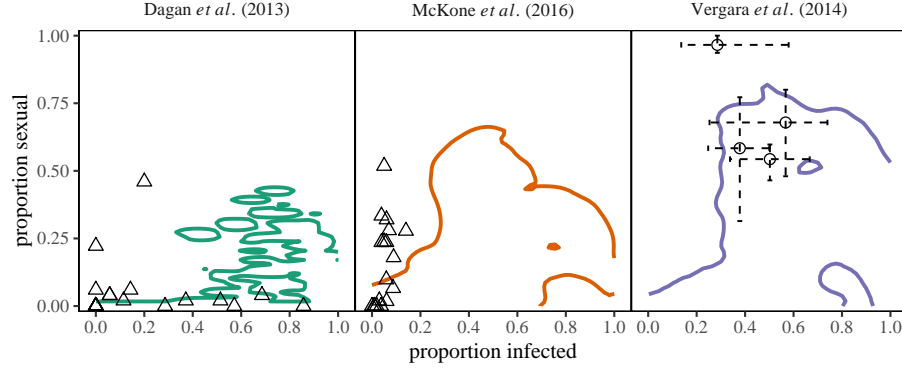 Dagan et al. (2013)
McKone et al. (2016)
Vergara et al. (2014)
proportion sexual
1.00
0.75
0.50
0.25
0.00
0.0 0.2 0.4 0.6 0.8 1.0
0.0 0.2 0.4 0.6 0.8 1.0
0.0 0.2 0.4 0.6 0.8 1.0
proportion infected